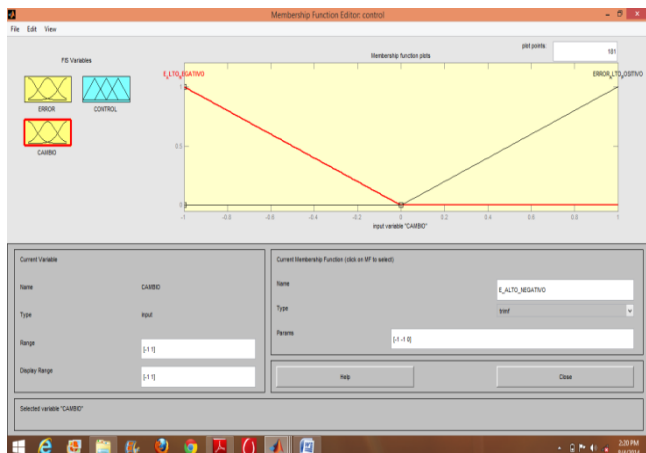 Membership Function Editor: control
File Edit View
FIS Variables
Membership function plots
plot points:
181
ERROR
CONTROL
CAMBIO
1
0.5
0
-1 -0.8 -0.6 -0.4 -0.2 0 0.2 0.4 0.6 0.8 1
input variable "CAMBIO"
Current Variable
Name CAMBIO
Type input
Range [-1 1]
Display Range [-1 1]
Current Membership Function (click on MF to select)
Name E_ALTO_NEGATIVO
Type trimf
Params [-1 -1 0]
Help Close
Selected variable "CAMBIO"
2:20 PM